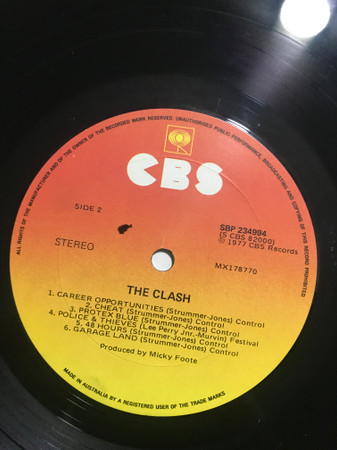 ALL RIGHTS OF THE MANUFACTURER AND OF THE OWNER OF THE RECORDED WORK RESERVED. UNAUTHORISED PUBLIC PERFORMANCE, BROADCASTING AND COPYING OF THIS RECORD PROHIBITED
CBS
SIDE 2
SBP 234994
(S CBS 82000)
℗ 1977 CBS Records
STEREO
MX178770
THE CLASH
1. CAREER OPPORTUNITIES (Strummer-Jones) Control
2. CHEAT (Strummer-Jones) Control
3. PROTEX BLUE (Strummer-Jones) Control
4. POLICE & THIEVES (Lee Perry Jnr.-Murvin) Festival
5. 48 HOURS (Strummer-Jones) Control
6. GARAGE LAND (Strummer-Jones) Control
Produced by Micky Foote
MADE IN AUSTRALIA BY A REGISTERED USER OF THE TRADE MARKS